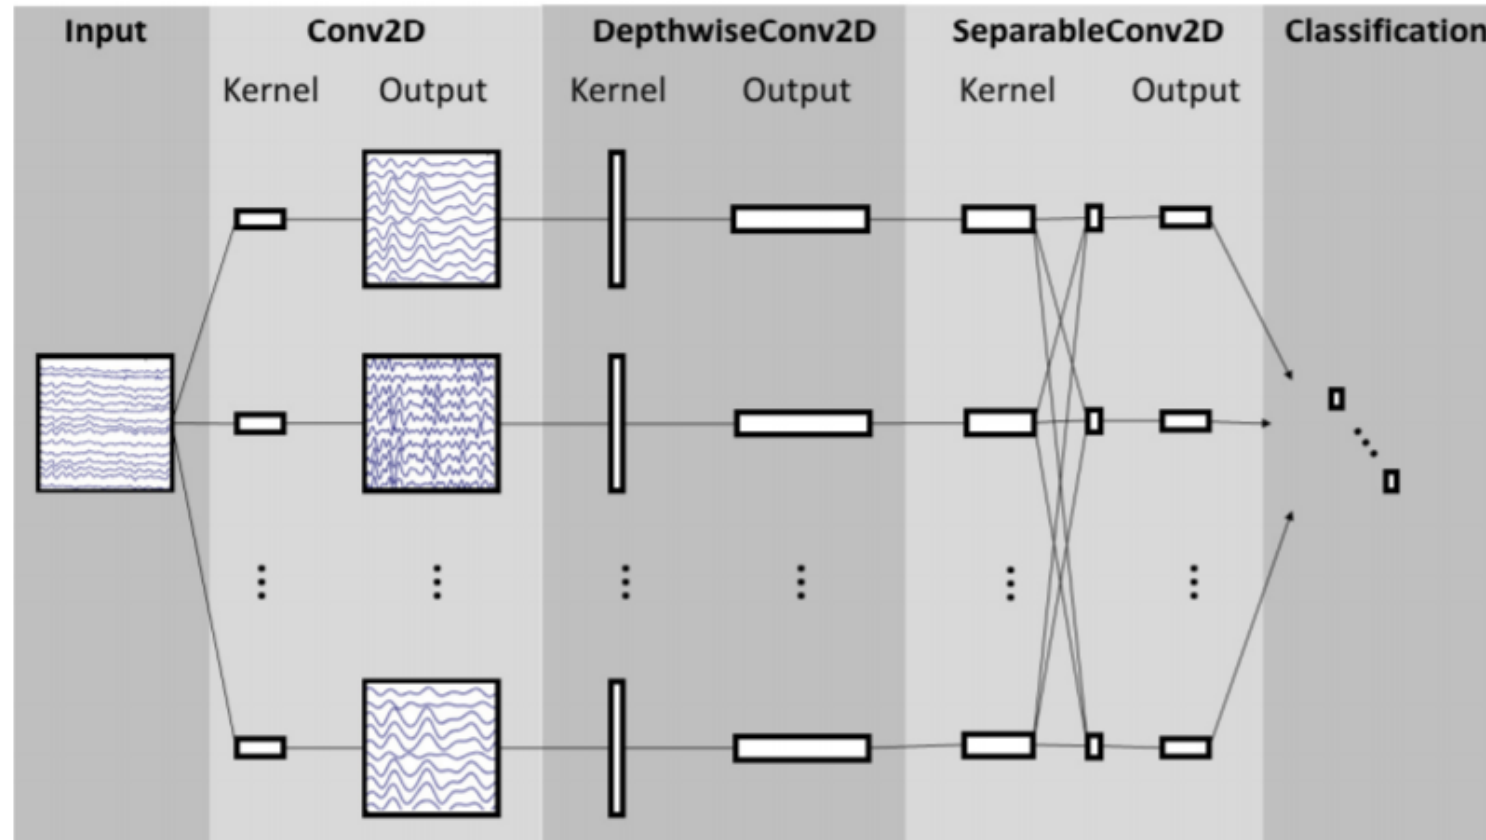 Input Conv2D DepthwiseConv2D SeparableConv2D Classification
Kernel Output Kernel Output Kernel Output